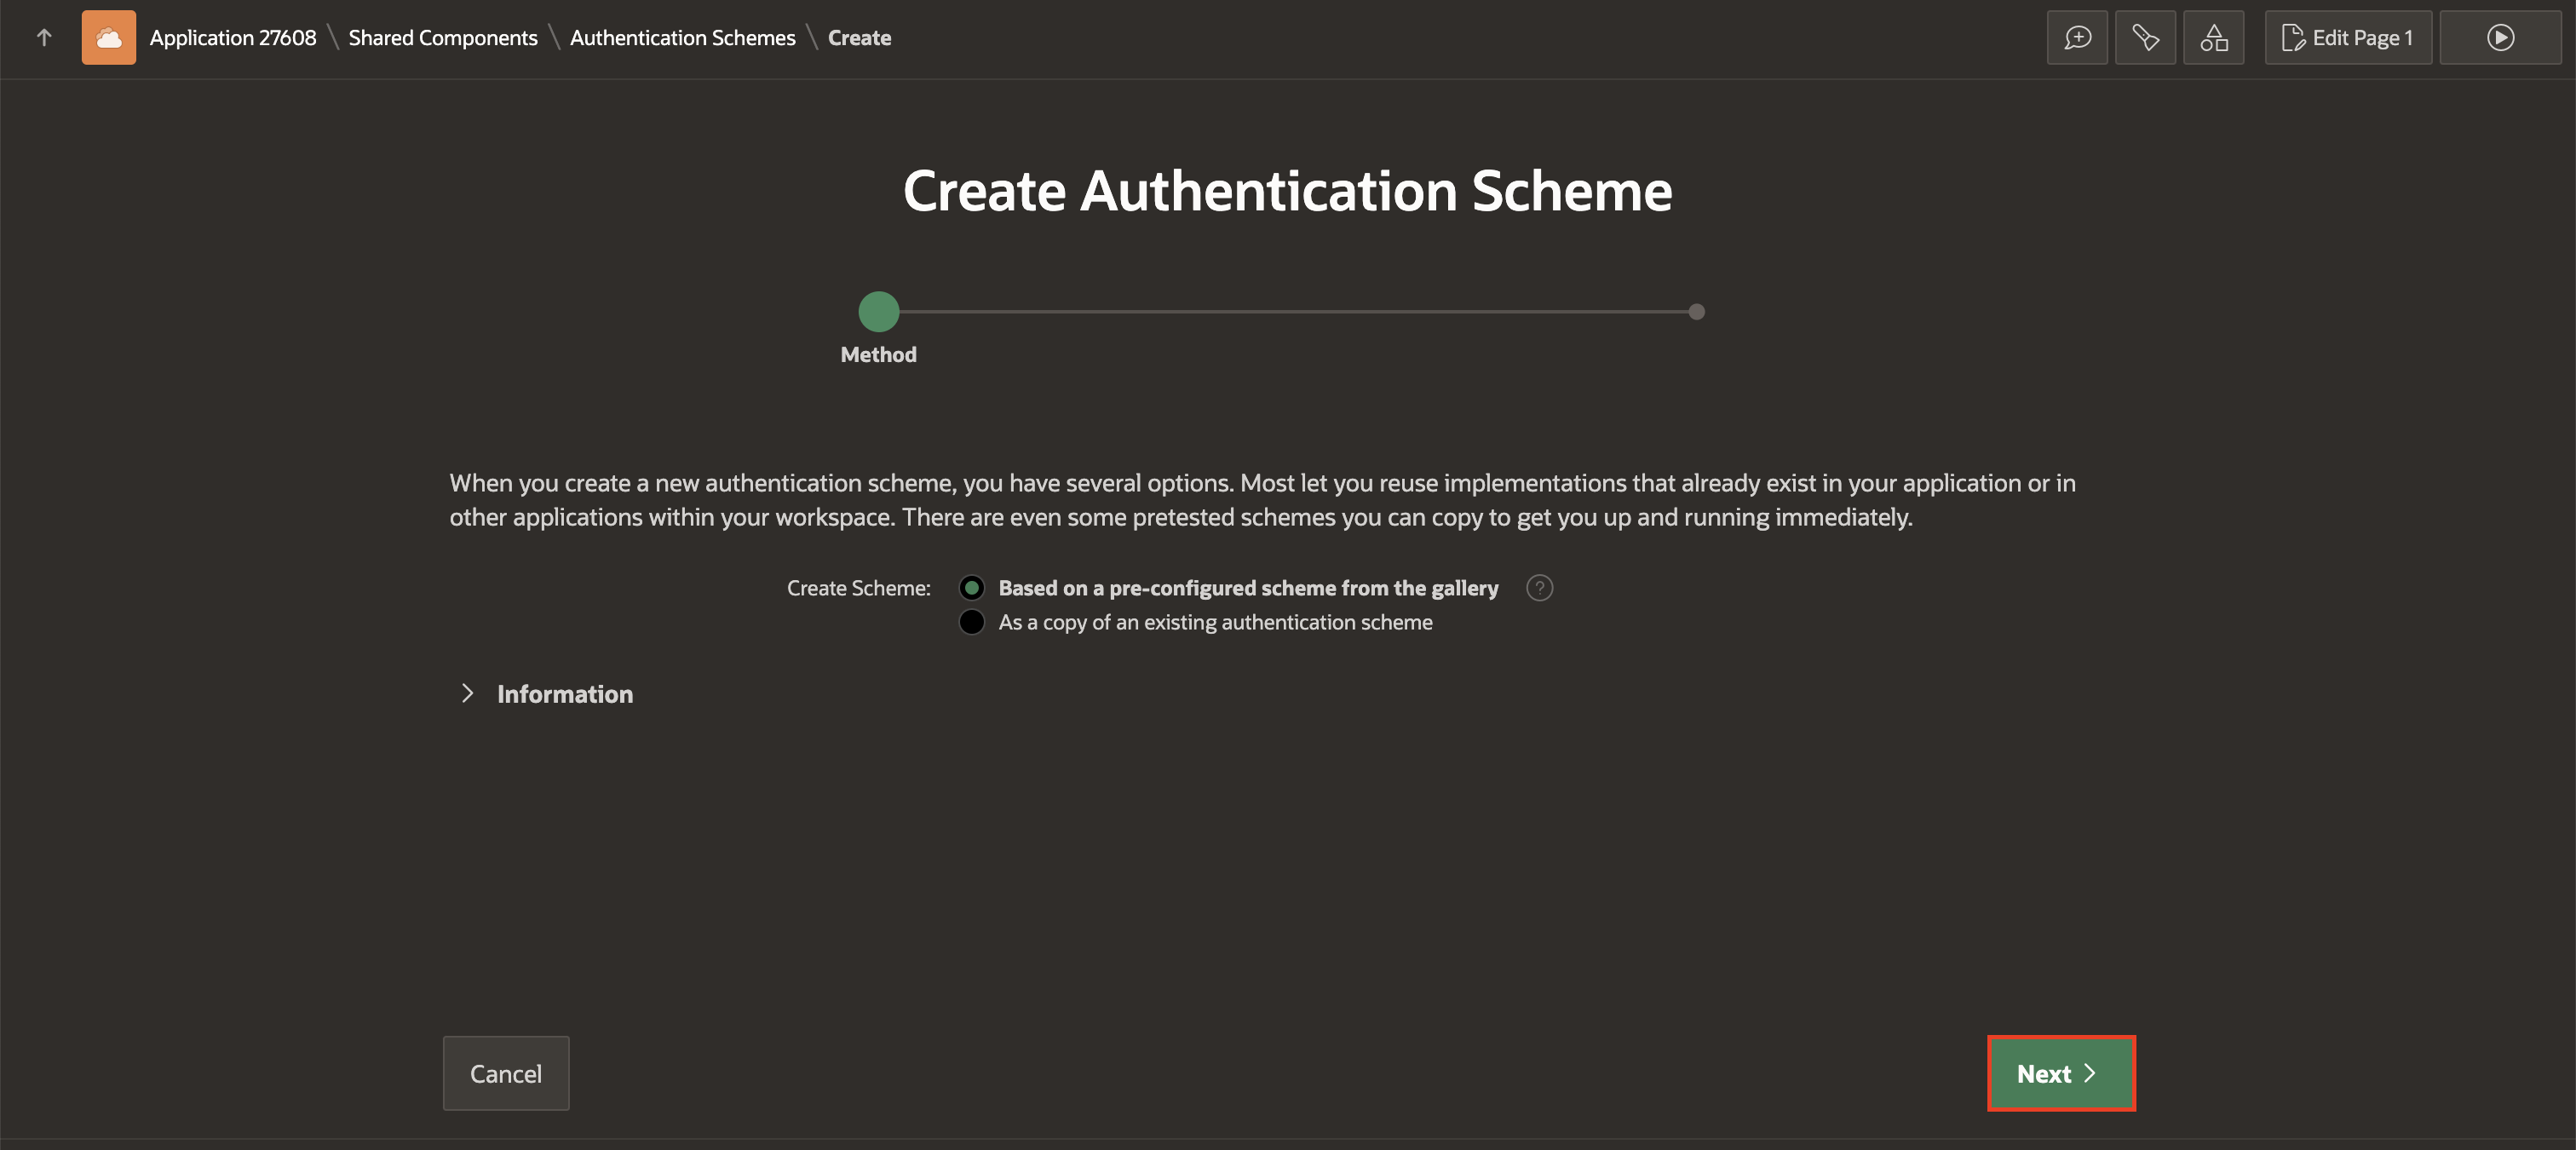 Application 27608 \ Shared Components \ Authentication Schemes \ Create
Edit Page 1
Create Authentication Scheme
Method
When you create a new authentication scheme, you have several options. Most let you reuse implementations that already exist in your application or in
other applications within your workspace. There are even some pretested schemes you can copy to get you up and running immediately.
Create Scheme: Based on a pre-configured scheme from the gallery ?
As a copy of an existing authentication scheme
Information
Cancel
Next